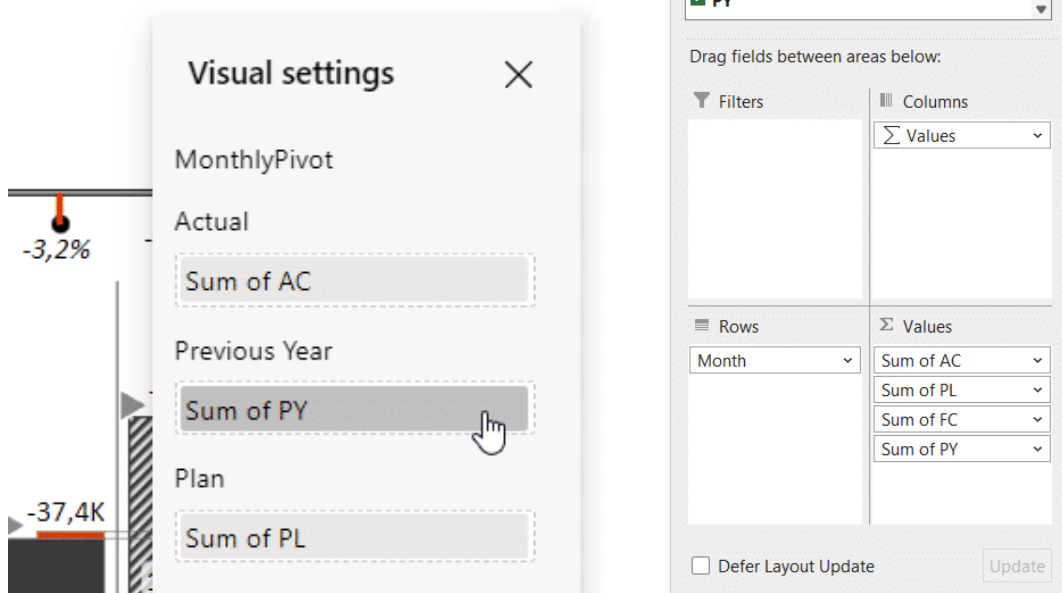 Visual settings
MonthlyPivot
Actual
Sum of AC
Previous Year
Sum of PY
Plan
Sum of PL
-3,2%
-37,4K
PY
Drag fields between areas below:
Filters
Columns
Σ Values
Rows
Σ Values
Month
Sum of AC
Sum of PL
Sum of FC
Sum of PY
Defer Layout Update
Update